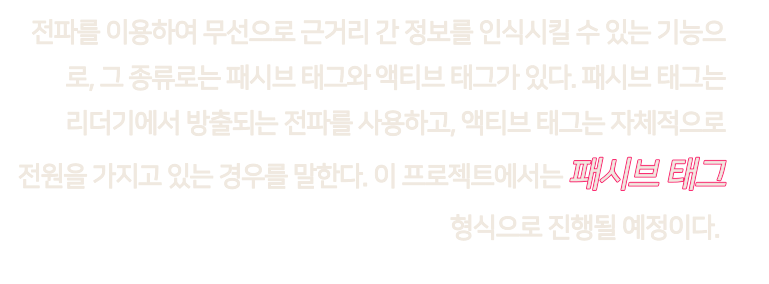 전파를 이용하여 무선으로 근거리 간 정보를 인식시킬 수 있는 기능으
로, 그 종류로는 패시브 태그와 액티브 태그가 있다. 패시브 태그는
리더기에서 방출되는 전파를 사용하고, 액티브 태그는 자체적으로
전원을 가지고 있는 경우를 말한다. 이 프로젝트에서는 패시브 태그
형식으로 진행될 예정이다.